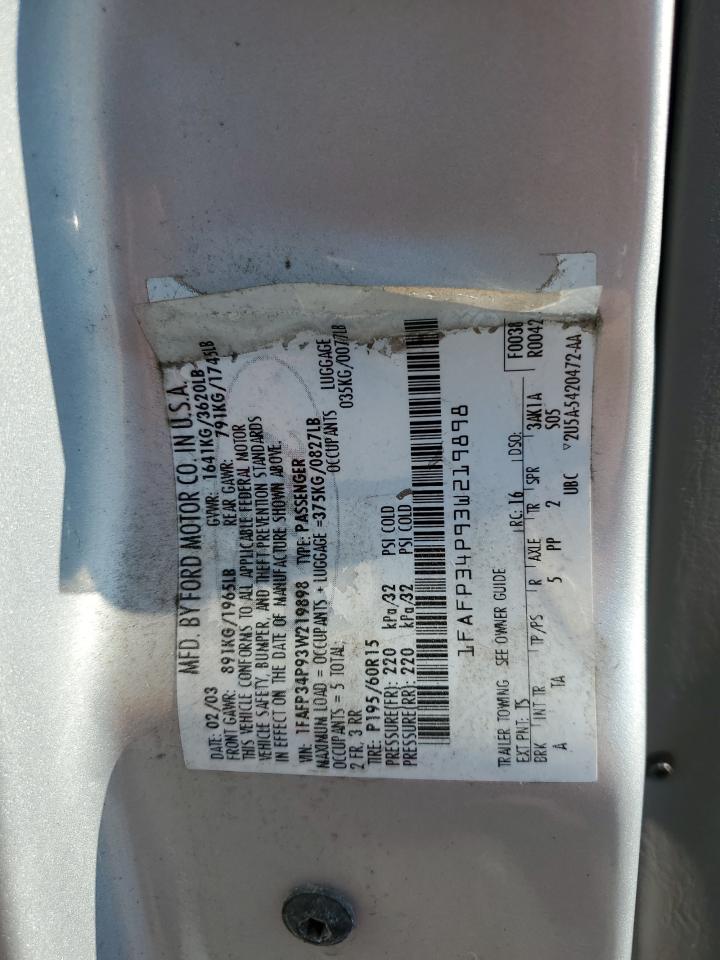 MFD. BY FORD MOTOR CO. IN U.S.A.
DATE: 02/03 GVWR: 1641KG/3620LB
FRONT GAWR: 891KG/1965LB REAR GAWR: 791KG/1745LB
THIS VEHICLE CONFORMS TO ALL APPLICABLE FEDERAL MOTOR
VEHICLE SAFETY, BUMPER, AND THEFT PREVENTION STANDARDS
IN EFFECT ON THE DATE OF MANUFACTURE SHOWN ABOVE.
VIN: 1FAFP34P93W219898 TYPE: PASSENGER
MAXIMUM LOAD = OCCUPANTS + LUGGAGE =375KG/0827LB
OCCUPANTS = 5 TOTAL: OCCUPANTS LUGGAGE
2 FR, 3 RR 035KG/0077LB
TIRE: P195/60R15
PRESSURE(FR): 220 kPa/32 PSI COLD
PRESSURE(RR): 220 kPa/32 PSI COLD
1FAFP34P93W219898
TRAILER TOWING SEE OWNER GUIDE
F0038
EXT PNT: TS RC: 16 DSO: R0042
BRK INT TR TP/PS R AXLE TR SPR 3AK1A
A TA 5 PP 2 S05
UBC ▽2U5A-5420472-AA